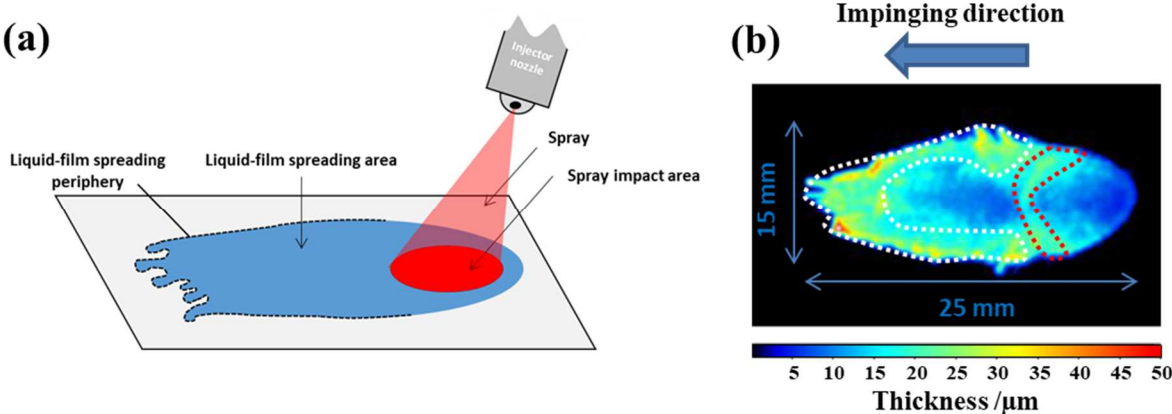 (a)
Injector
nozzle
Spray
Liquid-film spreading
periphery
Liquid-film spreading area
Spray impact area
(b)
Impinging direction
15 mm
25 mm
5 10 15 20 25 30 35 40 45 50
Thickness /μm